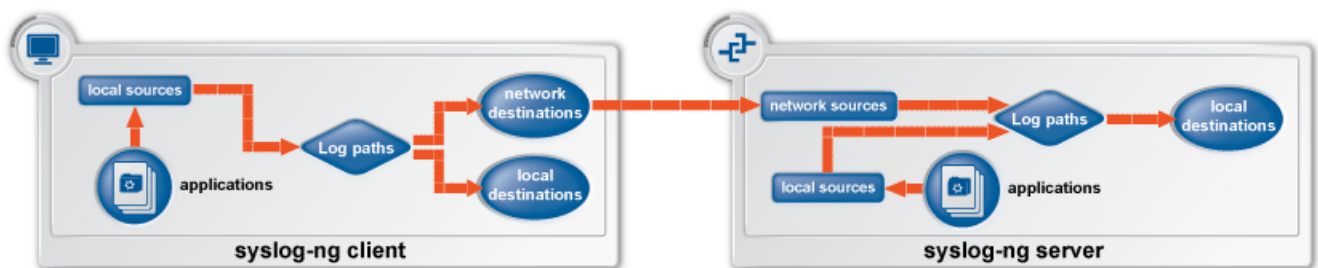 local sources
applications
Log paths
network
destinations
local
destinations
syslog-ng client
network sources
local sources
applications
Log paths
local
destinations
syslog-ng server